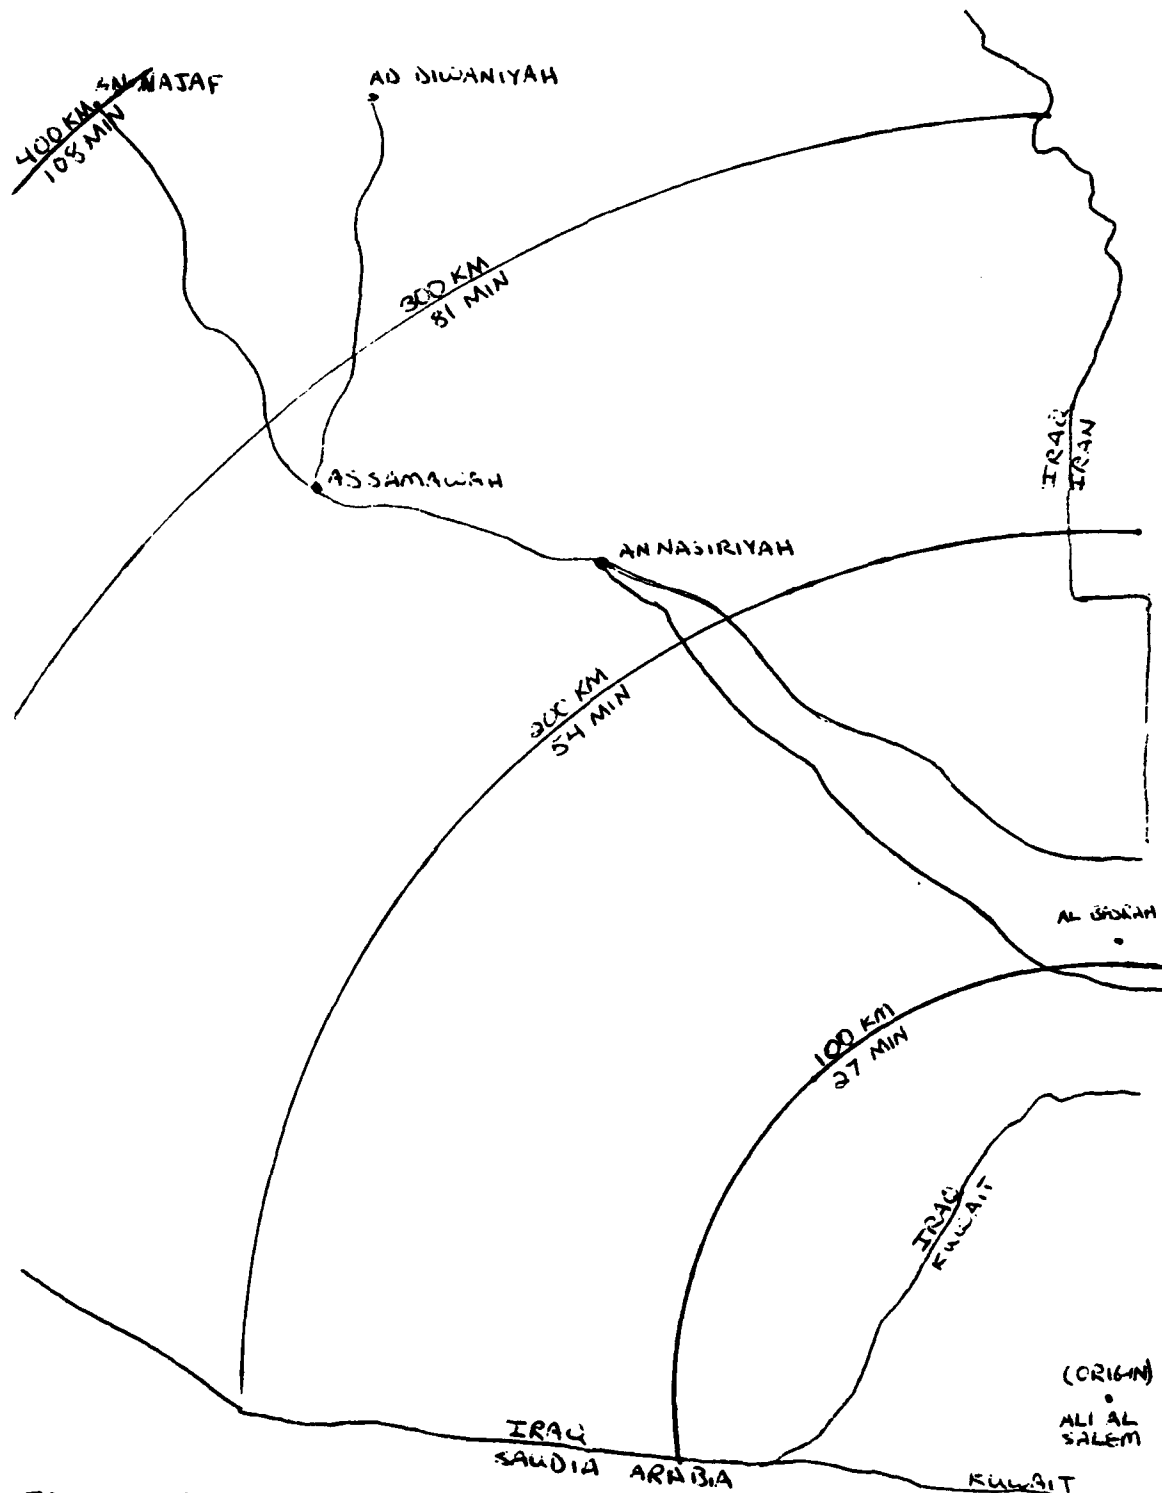 AN NAJAF
AD DIWANIYAH
400 KM
108 MIN
300 KM
81 MIN
IRAQ
IRAN
AS SAMAWAH
AN NASIRIYAH
200 KM
54 MIN
AL BASRAH
100 KM
27 MIN
IRAQ
KUWAIT
(ORIGIN)
ALI AL
SALEM
IRAQ
SAUDIA ARABIA
KUWAIT